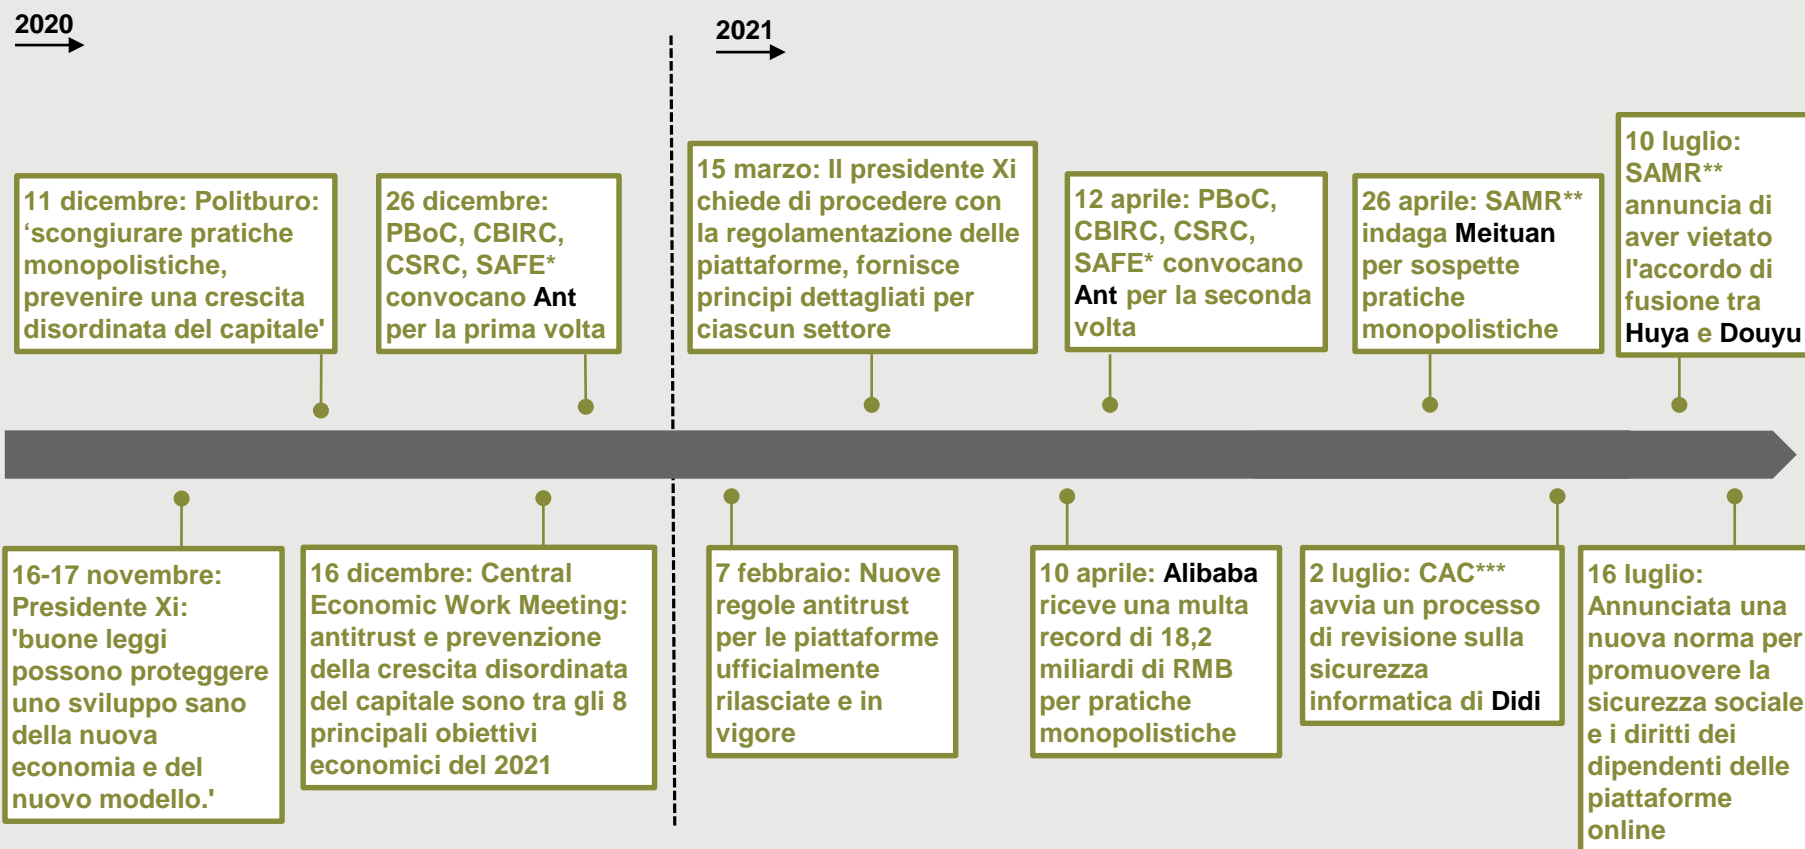 2020
2021
11 dicembre: Politburo:
‘scongiurare pratiche
monopolistiche,
prevenire una crescita
disordinata del capitale'
26 dicembre:
PBoC, CBIRC,
CSRC, SAFE*
convocano Ant
per la prima volta
15 marzo: Il presidente Xi
chiede di procedere con
la regolamentazione delle
piattaforme, fornisce
principi dettagliati per
ciascun settore
12 aprile: PBoC,
CBIRC, CSRC,
SAFE* convocano
Ant per la seconda
volta
26 aprile: SAMR**
indaga Meituan
per sospette
pratiche
monopolistiche
10 luglio:
SAMR**
annuncia di
aver vietato
l'accordo di
fusione tra
Huya e Douyu
16-17 novembre:
Presidente Xi:
'buone leggi
possono proteggere
uno sviluppo sano
della nuova
economia e del
nuovo modello.'
16 dicembre: Central
Economic Work Meeting:
antitrust e prevenzione
della crescita disordinata
del capitale sono tra gli 8
principali obiettivi
economici del 2021
7 febbraio: Nuove
regole antitrust
per le piattaforme
ufficialmente
rilasciate e in
vigore
10 aprile: Alibaba
riceve una multa
record di 18,2
miliardi di RMB
per pratiche
monopolistiche
2 luglio: CAC***
avvia un processo
di revisione sulla
sicurezza
informatica di Didi
16 luglio:
Annunciata una
nuova norma per
promuovere la
sicurezza sociale
e i diritti dei
dipendenti delle
piattaforme
online